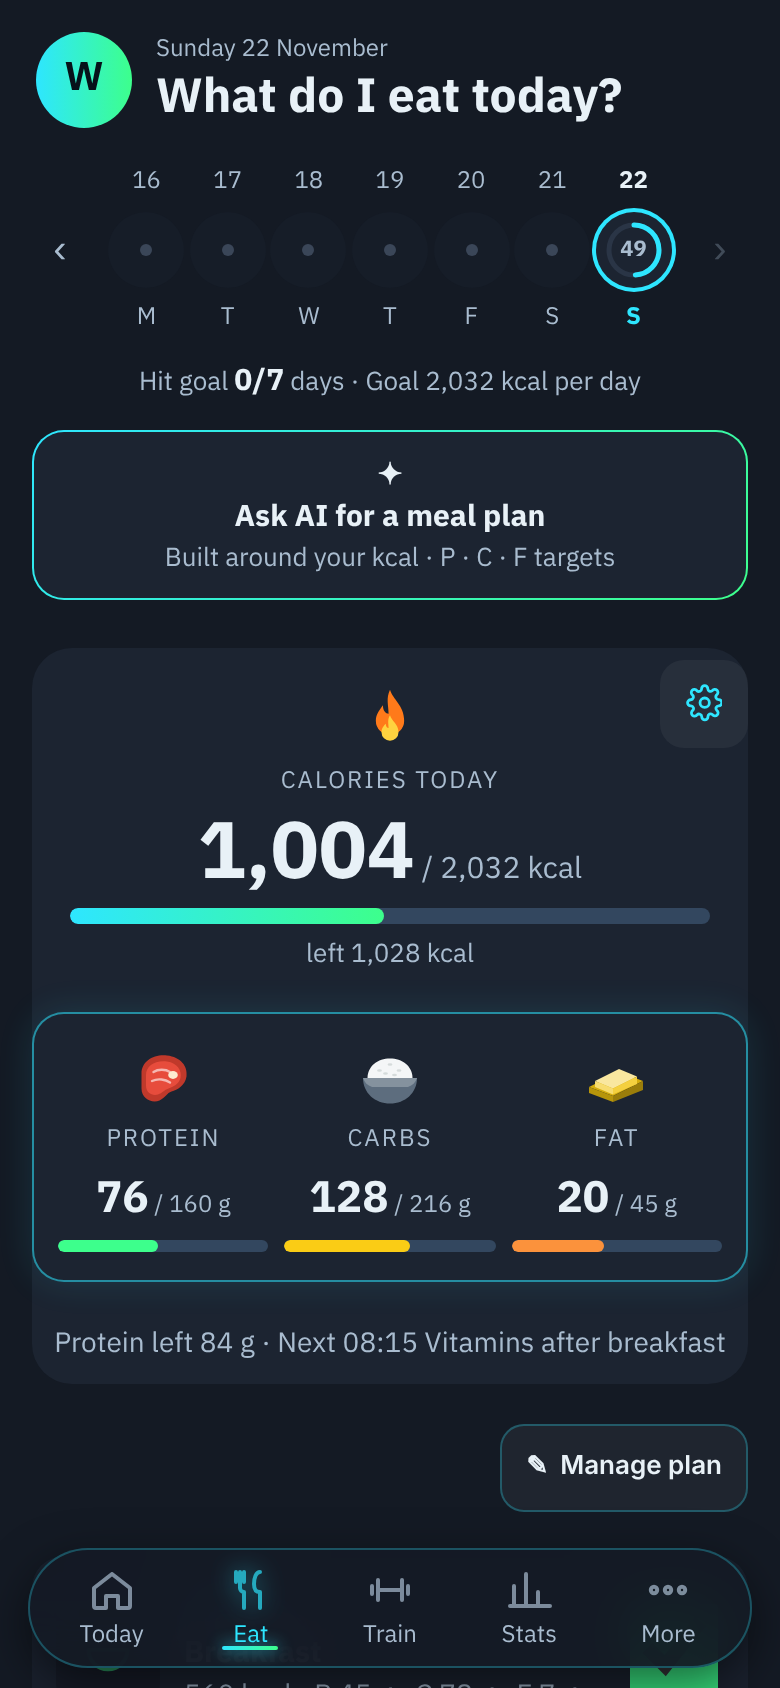 W
Sunday 22 November
What do I eat today?
16 17 18 19 20 21 22
‹ 49 ›
M T W T F S S
Hit goal 0/7 days · Goal 2,032 kcal per day
✦
Ask AI for a meal plan
Built around your kcal · P · C · F targets
CALORIES TODAY
1,004 / 2,032 kcal
left 1,028 kcal
PROTEIN CARBS FAT
76 / 160 g 128 / 216 g 20 / 45 g
Protein left 84 g · Next 08:15 Vitamins after breakfast
✎ Manage plan
Today Eat Train Stats More
Breakfast